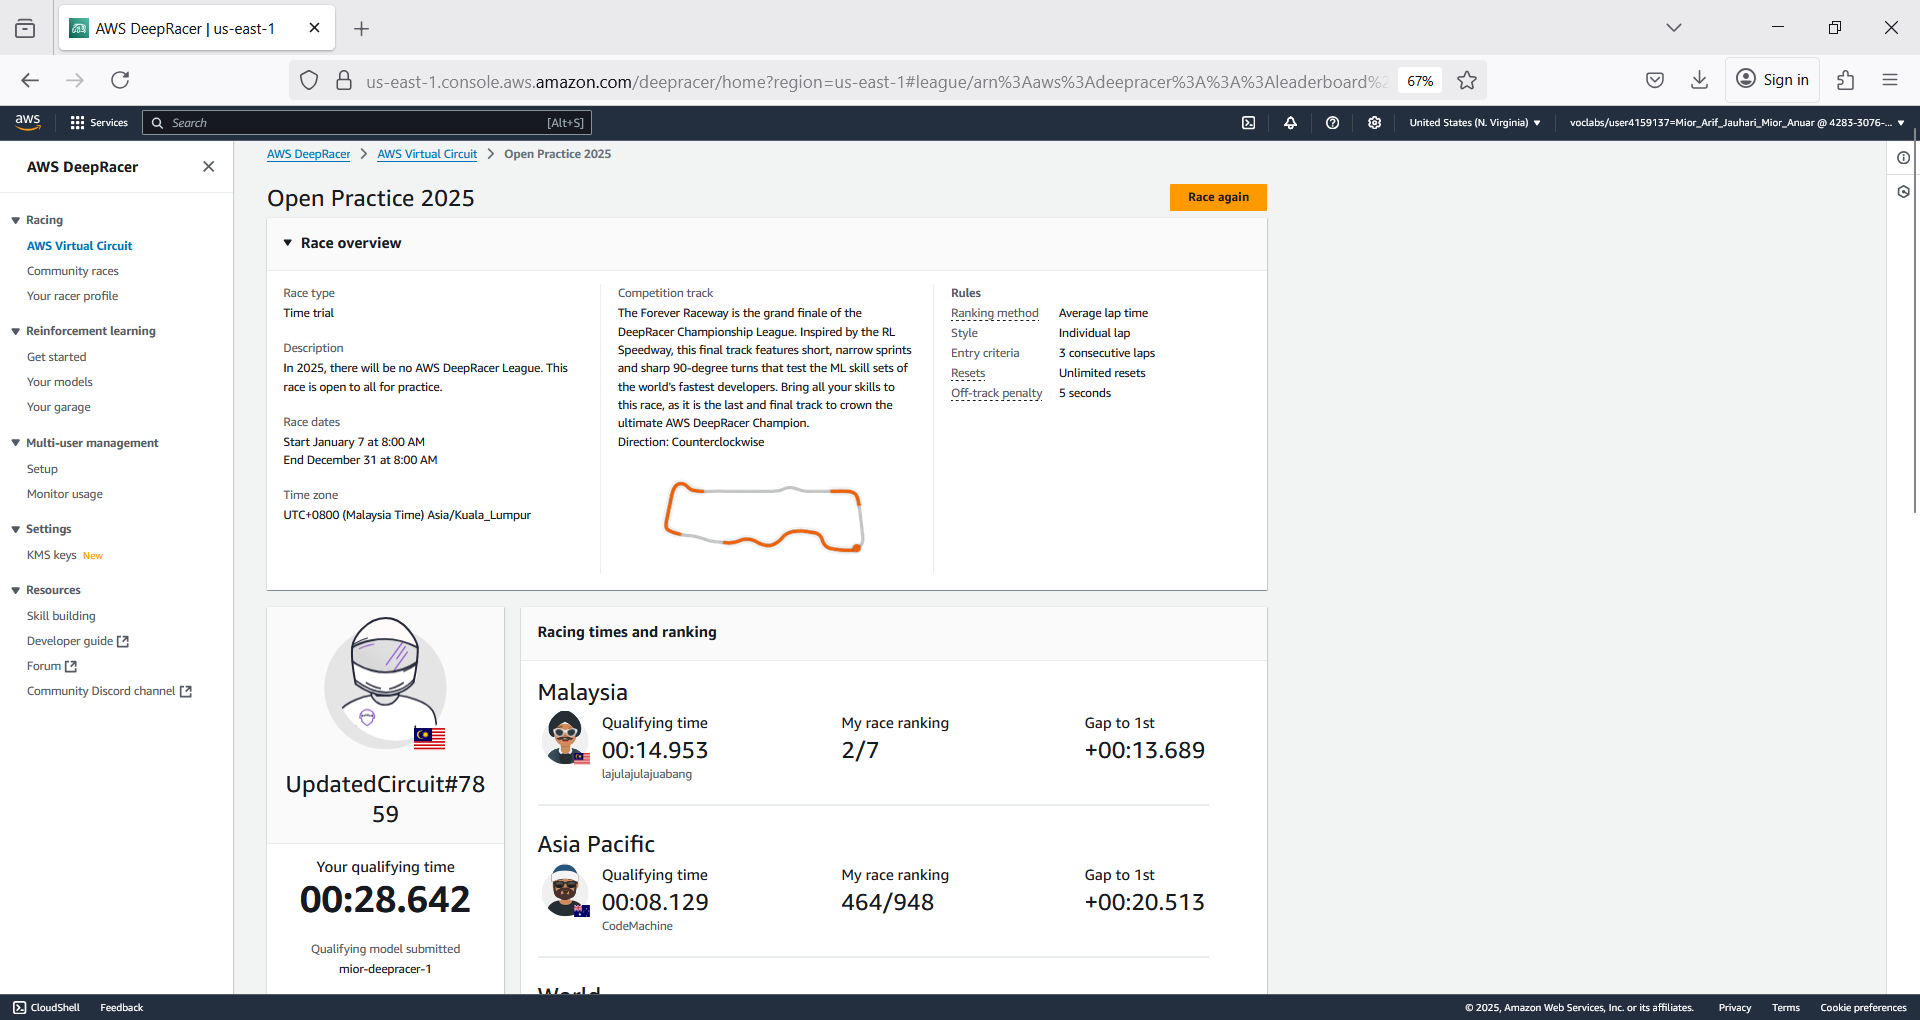 AWS DeepRacer | us-east-1
us-east-1.console.aws.amazon.com/deepracer/home?region=us-east-1#league/arn%3Aaws%3Adeepracer%3A%3A%3Aleaderboard%2
67%
Sign in
aws
Services
Search
[Alt+S]
United States (N. Virginia)
voclabs/user4159137=Mior_Arif_Jauhari_Mior_Anuar @ 4283-3076-...
AWS DeepRacer
Racing
AWS Virtual Circuit
Community races
Your racer profile
Reinforcement learning
Get started
Your models
Your garage
Multi-user management
Setup
Monitor usage
Settings
KMS keys New
Resources
Skill building
Developer guide
Forum
Community Discord channel
AWS DeepRacer > AWS Virtual Circuit > Open Practice 2025
Open Practice 2025
Race again
Race overview
Race type
Time trial
Description
In 2025, there will be no AWS DeepRacer League. This
race is open to all for practice.
Race dates
Start January 7 at 8:00 AM
End December 31 at 8:00 AM
Time zone
UTC+0800 (Malaysia Time) Asia/Kuala_Lumpur
Competition track
The Forever Raceway is the grand finale of the
DeepRacer Championship League. Inspired by the RL
Speedway, this final track features short, narrow sprints
and sharp 90-degree turns that test the ML skill sets of
the world's fastest developers. Bring all your skills to
this race, as it is the last and final track to crown the
ultimate AWS DeepRacer Champion.
Direction: Counterclockwise
Rules
Ranking method Average lap time
Style Individual lap
Entry criteria 3 consecutive laps
Resets Unlimited resets
Off-track penalty 5 seconds
UpdatedCircuit#78
59
Your qualifying time
00:28.642
Qualifying model submitted
mior-deepracer-1
Racing times and ranking
Malaysia
Qualifying time My race ranking Gap to 1st
00:14.953 2/7 +00:13.689
lajulajulajuabang
Asia Pacific
Qualifying time My race ranking Gap to 1st
00:08.129 464/948 +00:20.513
CodeMachine
World
CloudShell
Feedback
© 2025, Amazon Web Services, Inc. or its affiliates.
Privacy
Terms
Cookie preferences